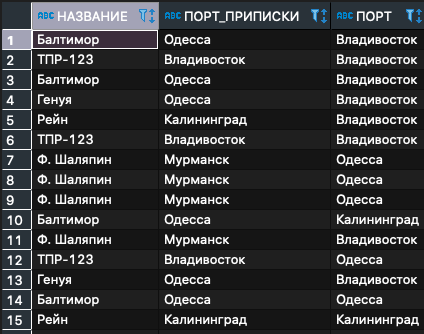 ABC НАЗВАНИЕ ABC ПОРТ_ПРИПИСКИ ABC ПОРТ
1 Балтимор Одесса Владивосток
2 ТПР-123 Владивосток Владивосток
3 Балтимор Одесса Владивосток
4 Генуя Одесса Владивосток
5 Рейн Калининград Владивосток
6 ТПР-123 Владивосток Владивосток
7 Ф. Шаляпин Мурманск Одесса
8 Ф. Шаляпин Мурманск Одесса
9 Ф. Шаляпин Мурманск Одесса
10 Балтимор Одесса Калининград
11 Ф. Шаляпин Мурманск Владивосток
12 ТПР-123 Владивосток Одесса
13 Генуя Одесса Владивосток
14 Балтимор Одесса Одесса
15 Рейн Калининград Калининград